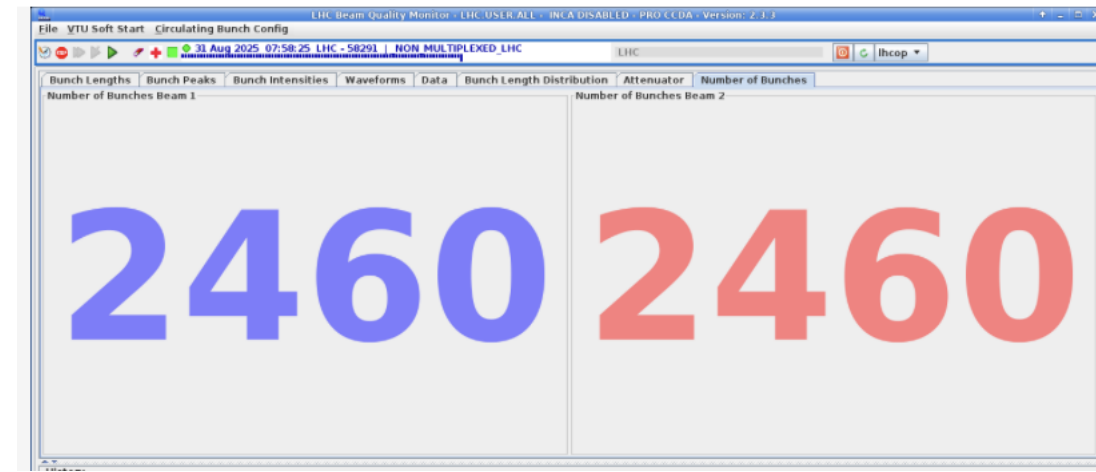 LHC Beam Quality Monitor - LHC.USER.ALL - INCA DISABLED - PRO CCDA - Version: 2.3.3
File VTU Soft Start Circulating Bunch Config
31 Aug 2025 07:58:25 LHC - 58291 | NON_MULTIPLEXED_LHC LHC lhcop
Bunch Lengths Bunch Peaks Bunch Intensities Waveforms Data Bunch Length Distribution Attenuator Number of Bunches
Number of Bunches Beam 1 Number of Bunches Beam 2
2460 2460
History